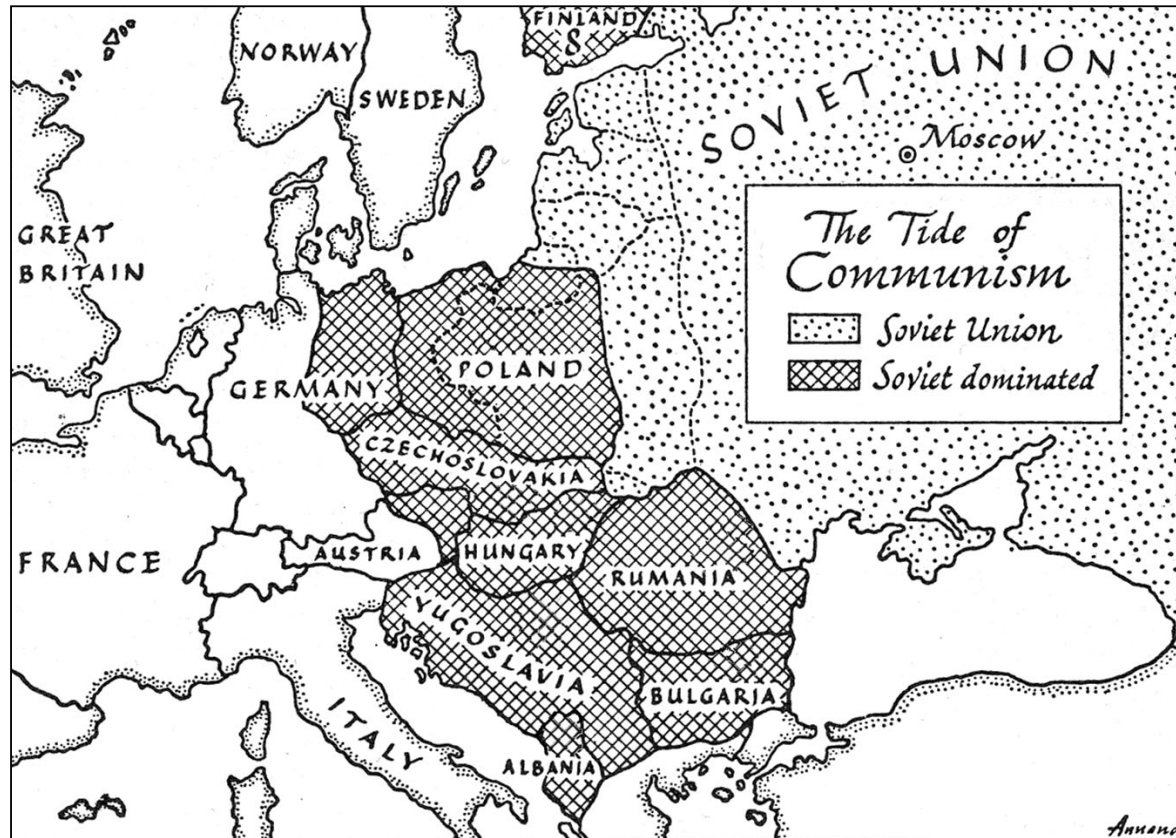 FINLAND
&
NORWAY
SWEDEN
SOVIET UNION
Moscow
GREAT
BRITAIN
The Tide of
Communism
Soviet Union
Soviet dominated
GERMANY
POLAND
CZECHOSLOVAKIA
FRANCE
AUSTRIA
HUNGARY
RUMANIA
YUGOSLAVIA
BULGARIA
ITALY
ALBANIA